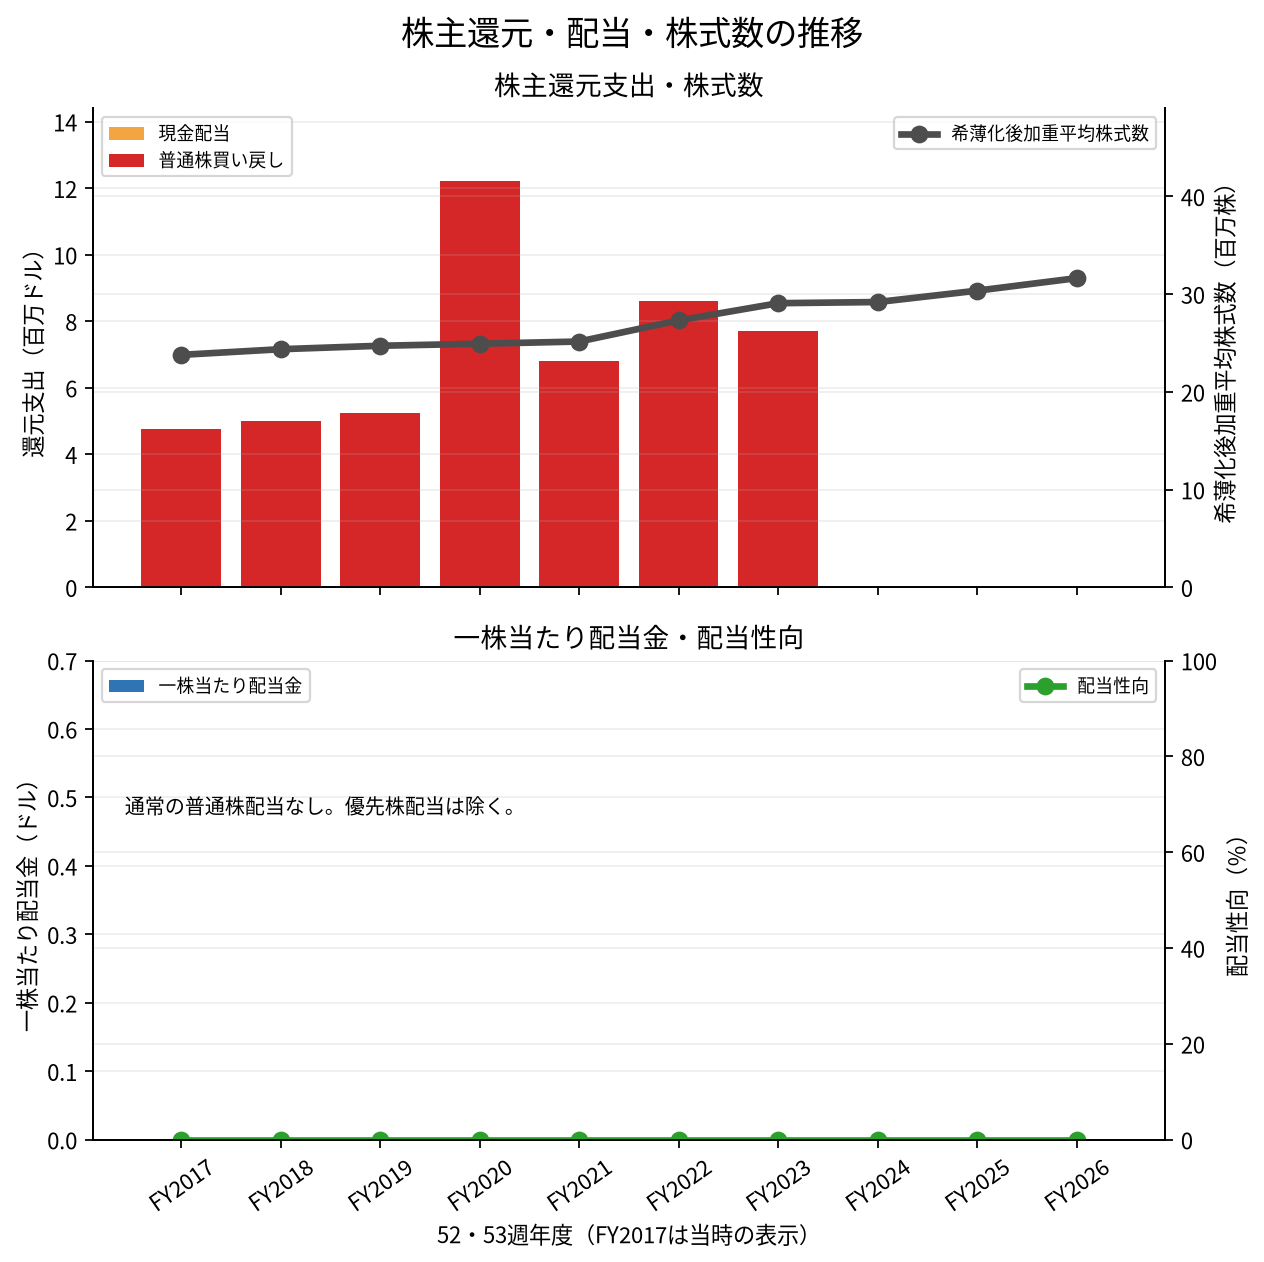 株主還元・配当・株式数の推移
株主還元支出・株式数
現金配当
普通株買い戻し
希薄化後加重平均株式数
還元支出（百万ドル）
14
12
10
8
6
4
2
0
40
30
20
10
0
希薄化後加重平均株式数（百万株）
一株当たり配当金・配当性向
一株当たり配当金
配当性向
通常の普通株配当なし。優先株配当は除く。
一株当たり配当金（ドル）
0.7
0.6
0.5
0.4
0.3
0.2
0.1
0.0
100
80
60
40
20
0
配当性向（%）
FY2017
FY2018
FY2019
FY2020
FY2021
FY2022
FY2023
FY2024
FY2025
FY2026
52・53週年度（FY2017は当時の表示）